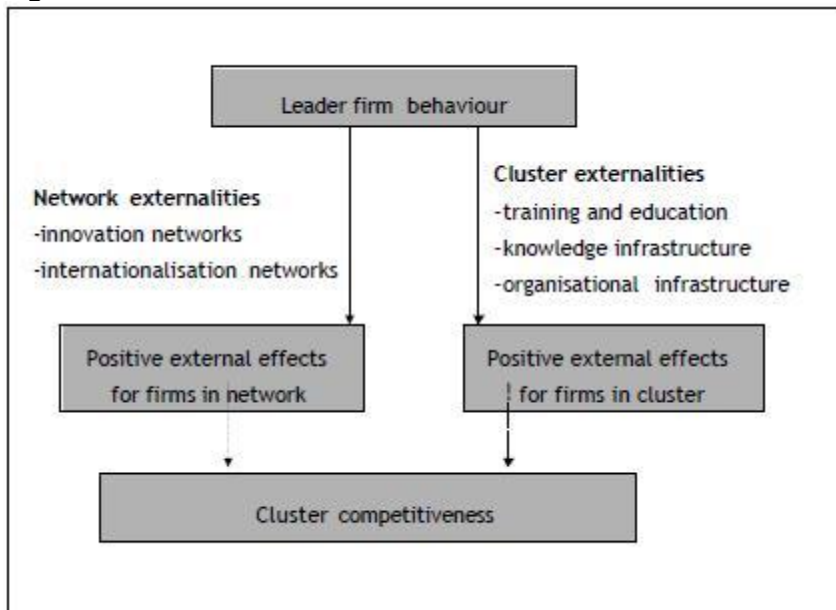 Leader firm behaviour
Network externalities
-innovation networks
-internationalisation networks
Cluster externalities
-training and education
-knowledge infrastructure
-organisational infrastructure
Positive external effects
for firms in network
Positive external effects
for firms in cluster
Cluster competitiveness